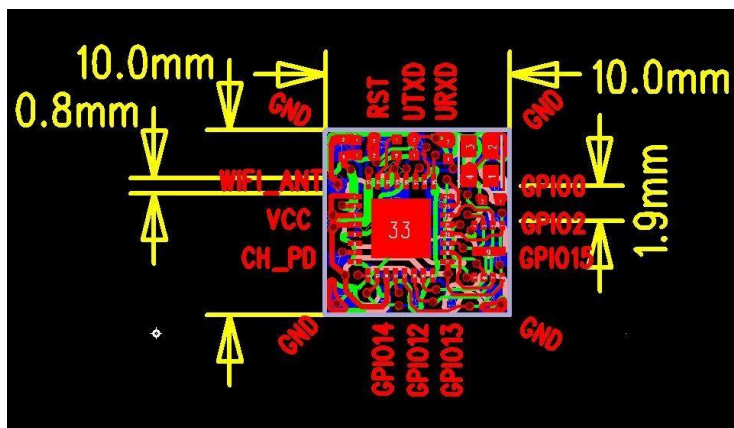 10.0mm
0.8mm
10.0mm
GND
RST
UTXD
URXD
GND
WIFI_ANT
VCC
CH_PD
33
GPIO0
GPIO2
GPIO15
1.9mm
GND
GPIO14
GPIO12
GPIO13
GND